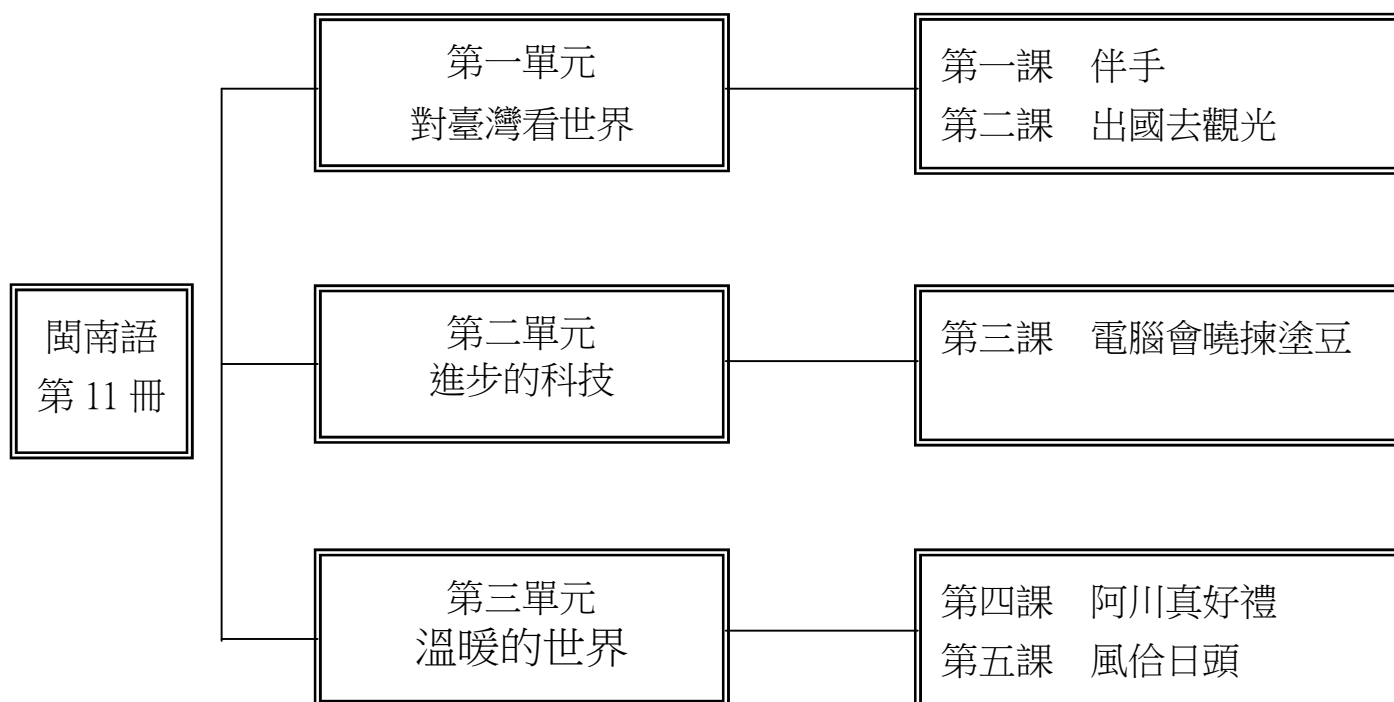 第一單元
對臺灣看世界
第一課　伴手
第二課　出國去觀光
閩南語
第 11 冊
第二單元
進步的科技
第三課　電腦會曉揀塗豆
第三單元
溫暖的世界
第四課　阿川真好禮
第五課　風佮日頭